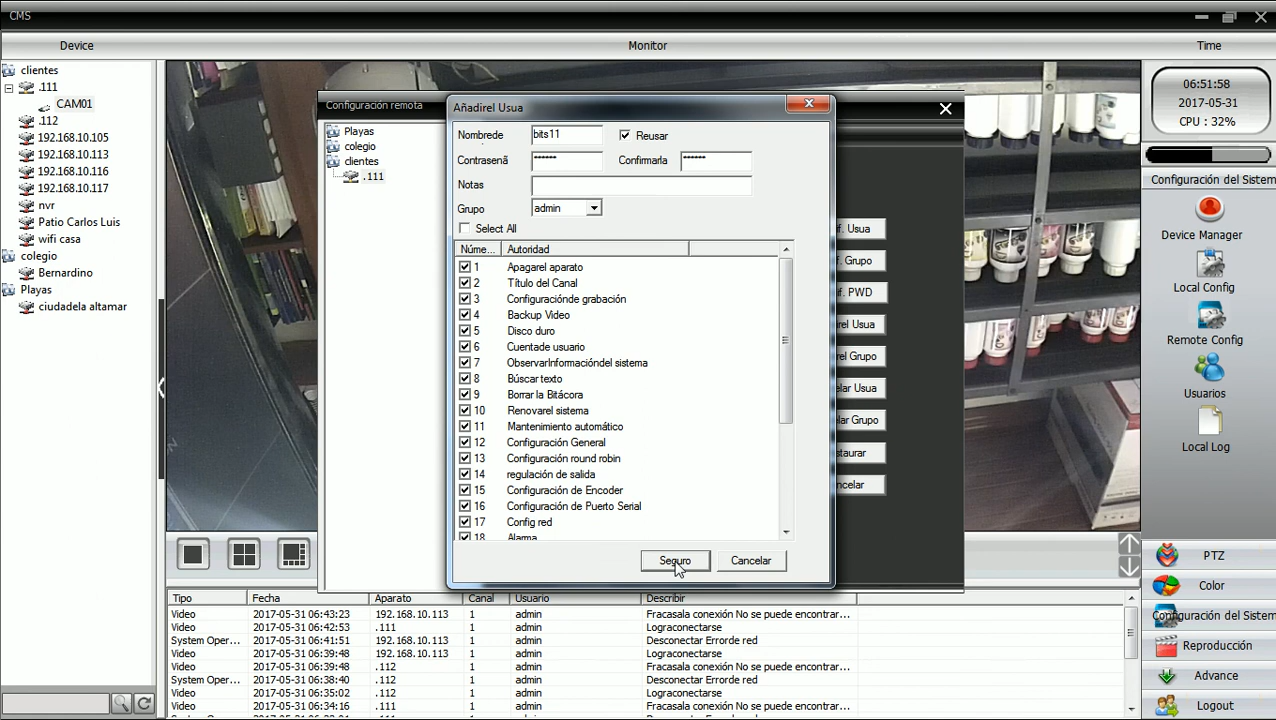 CMS
Device
Monitor
Time
clientes
.111
CAM01
.112
192.168.10.105
192.168.10.113
192.168.10.116
192.168.10.117
nvr
Patio Carlos Luis
wifi casa
colegio
Bernardino
Playas
ciudadela altamar
Configuración remota
Playas
colegio
clientes
.111
Añadirel Usua
Nombrede
bits11
Reusar
Contrasenã
******
Confirmarla
******
Notas
Grupo
admin
Select All
Núme...
Autoridad
1 Apagarel aparato
2 Título del Canal
3 Configuraciónde grabación
4 Backup Video
5 Disco duro
6 Cuentade usuario
7 ObservarInformacióndel sistema
8 Búscar texto
9 Borrar la Bitácora
10 Renovarel sistema
11 Mantenimiento automático
12 Configuración General
13 Configuración round robin
14 regulación de salida
15 Configuración de Encoder
16 Configuración de Puerto Serial
17 Config red
18 Alarma
Seguro
Cancelar
f. Usua
f. Grupo
f. PWD
rel Usua
el Grupo
elar Usua
lar Grupo
staurar
ncelar
06:51:58
2017-05-31
CPU : 32%
Configuración del Sistem
Device Manager
Local Config
Remote Config
Usuarios
Local Log
PTZ
Color
Configuración del Sistem
Reproducción
Advance
Logout
Tipo Fecha Aparato Canal Usuario Describir
Video 2017-05-31 06:43:23 192.168.10.113 1 admin Fracasala conexión No se puede encontrar...
Video 2017-05-31 06:42:53 .111 1 admin Lograconectarse
System Oper... 2017-05-31 06:41:51 192.168.10.113 1 admin Desconectar Errorde red
Video 2017-05-31 06:39:48 192.168.10.113 1 admin Lograconectarse
Video 2017-05-31 06:39:48 .112 1 admin Fracasala conexión No se puede encontrar...
System Oper... 2017-05-31 06:38:40 .112 1 admin Desconectar Errorde red
Video 2017-05-31 06:35:02 .112 1 admin Lograconectarse
Video 2017-05-31 06:34:16 .111 1 admin Fracasala conexión No se puede encontrar...